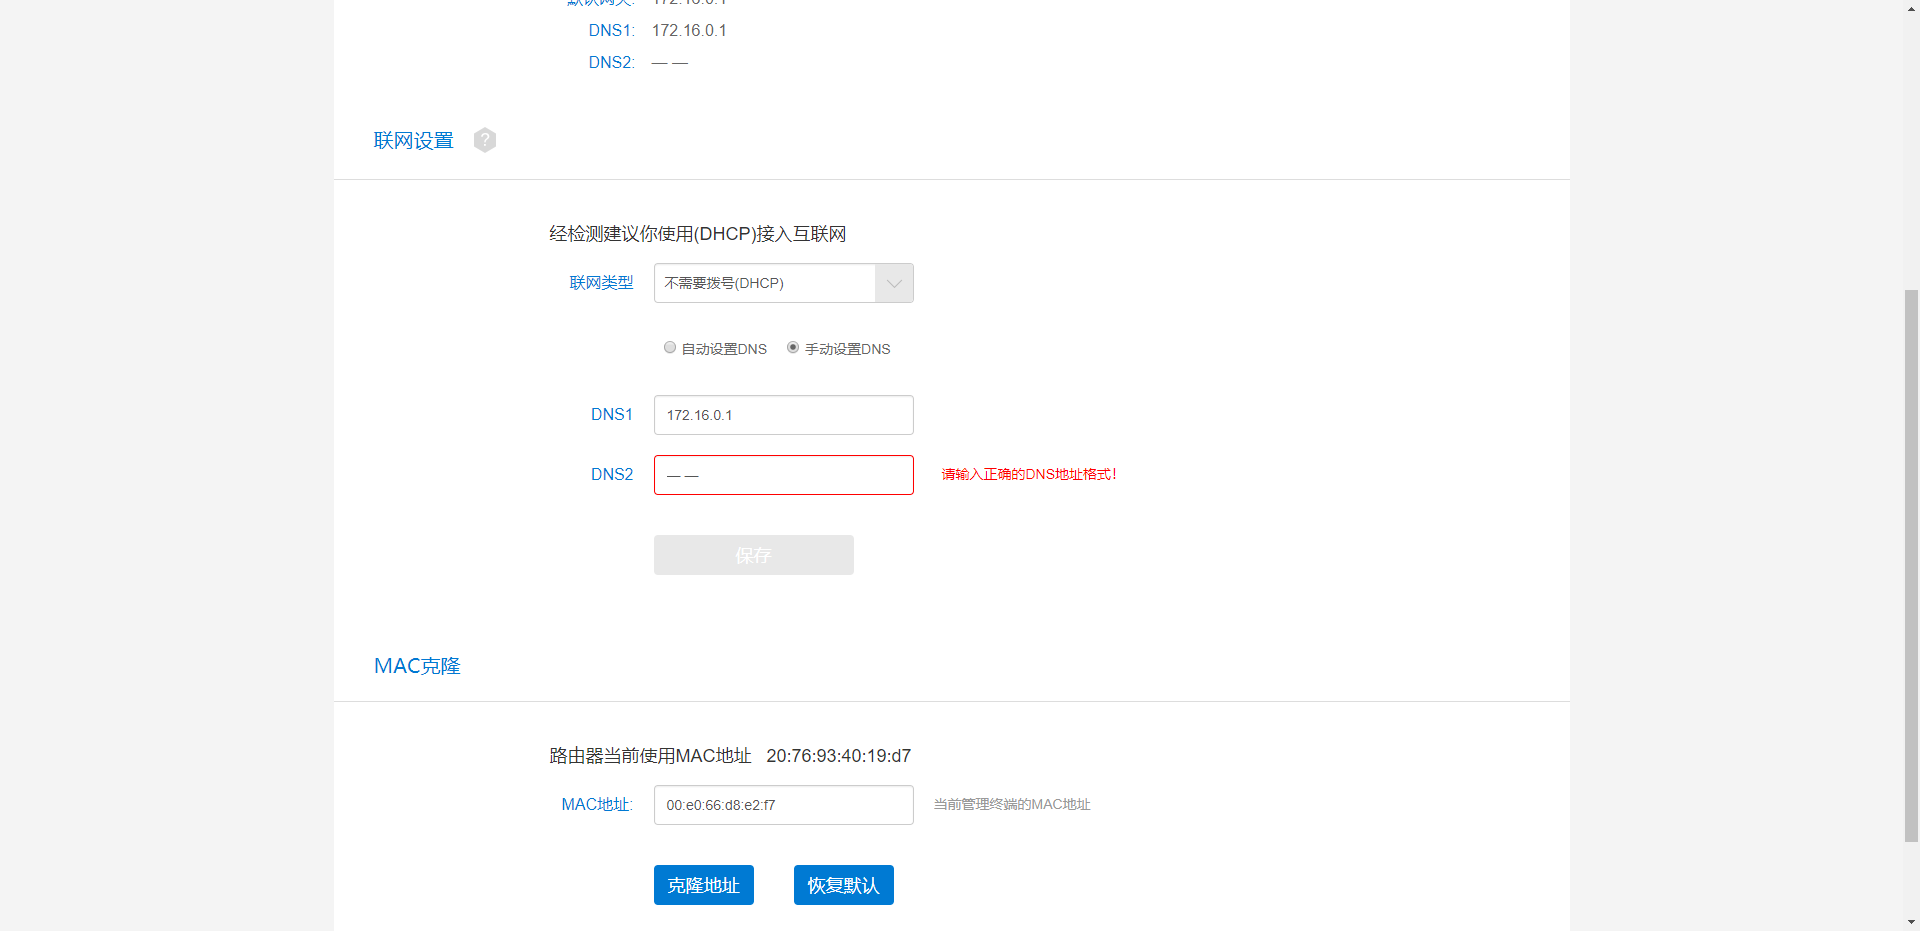 默认网关: 172.16.0.1
DNS1: 172.16.0.1
DNS2: — —
联网设置 ?
经检测建议你使用(DHCP)接入互联网
联网类型 不需要拨号(DHCP)
自动设置DNS 手动设置DNS
DNS1 172.16.0.1
DNS2 — — 请输入正确的DNS地址格式!
保存
MAC克隆
路由器当前使用MAC地址 20:76:93:40:19:d7
MAC地址: 00:e0:66:d8:e2:f7 当前管理终端的MAC地址
克隆地址 恢复默认